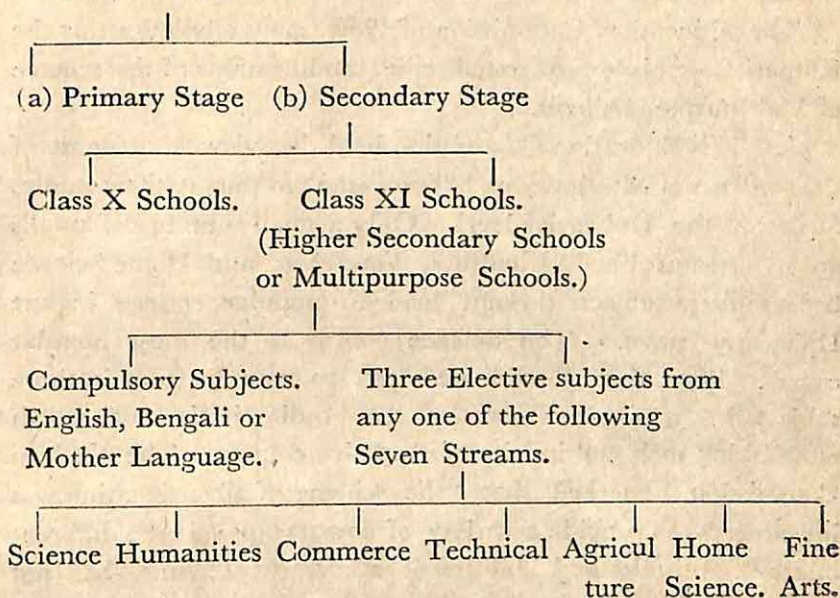 (a) Primary Stage (b) Secondary Stage
Class X Schools. Class XI Schools.
(Higher Secondary Schools
or Multipurpose Schools.)
Compulsory Subjects. Three Elective subjects from
English, Bengali or any one of the following
Mother Language. Seven Streams.
Science Humanities Commerce Technical Agricul Home Fine
ture Science. Arts.